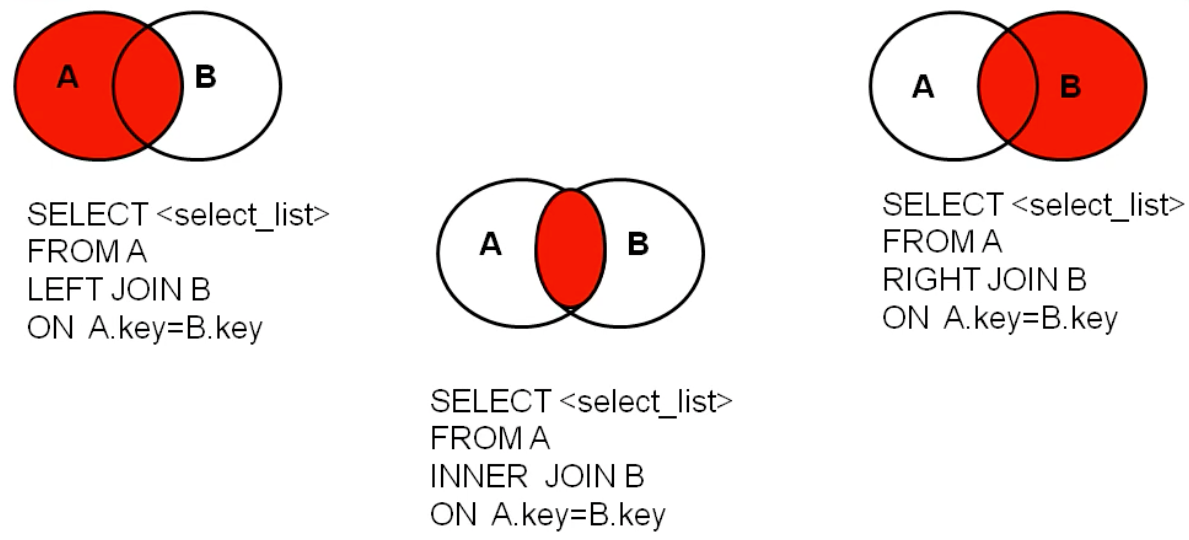 A B
SELECT <select_list>
FROM A
LEFT JOIN B
ON A.key=B.key
A B
SELECT <select_list>
FROM A
INNER JOIN B
ON A.key=B.key
A B
SELECT <select_list>
FROM A
RIGHT JOIN B
ON A.key=B.key